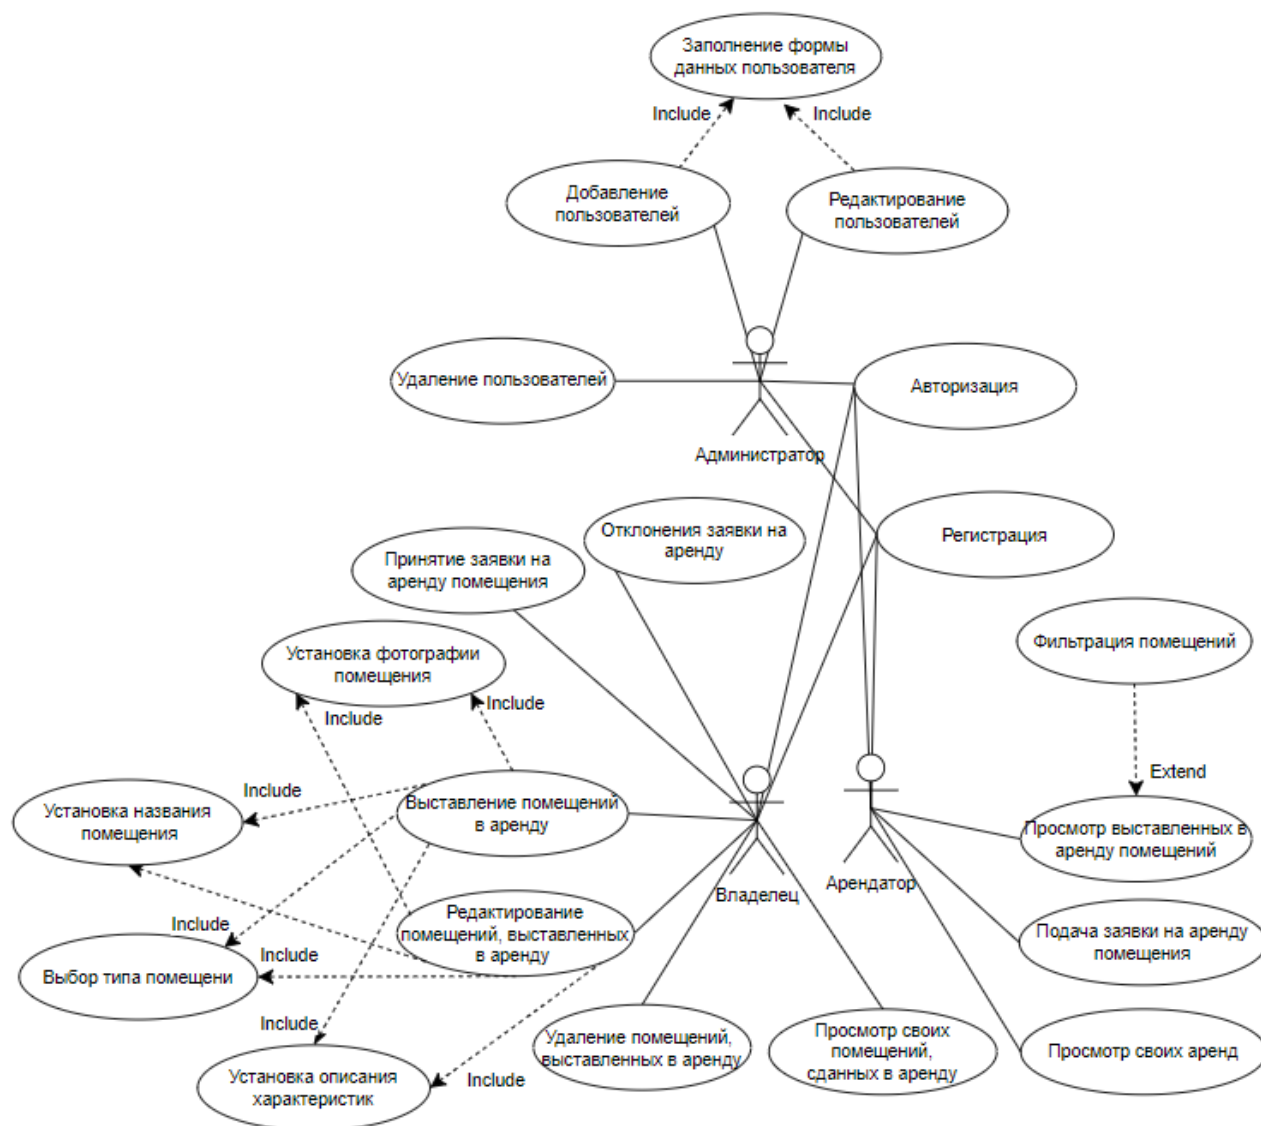 Заполнение формы
данных пользователя
Include
Include
Добавление
пользователей
Редактирование
пользователей
Удаление пользователей
Авторизация
Администратор
Отклонения заявки на
аренду
Регистрация
Принятие заявки на
аренду помещения
Установка фотографии
помещения
Фильтрация помещений
Include
Include
Extend
Include
Установка названия
помещения
Выставление помещений
в аренду
Просмотр выставленных в
аренду помещений
Владелец
Арендатор
Редактирование
помещений, выставленных
в аренду
Include
Include
Подача заявки на аренду
помещения
Выбор типа помещени
Include
Удаление помещений,
выставленных в аренду
Просмотр своих
помещений,
сданных в аренду
Просмотр своих аренд
Установка описания
характеристик
Include